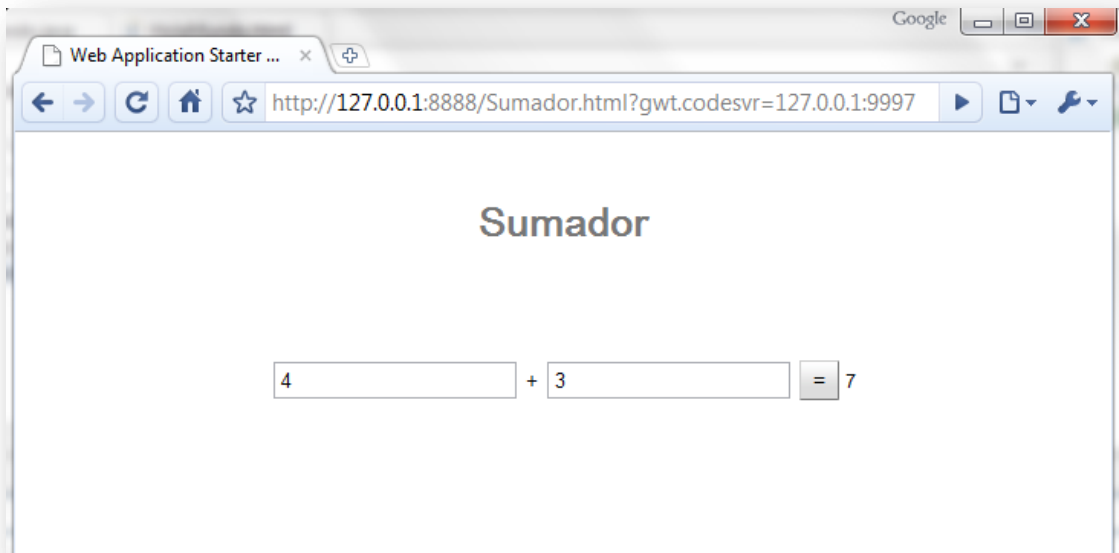 Google
Web Application Starter ...
http://127.0.0.1:8888/Sumador.html?gwt.codesvr=127.0.0.1:9997
Sumador
4 + 3 = 7